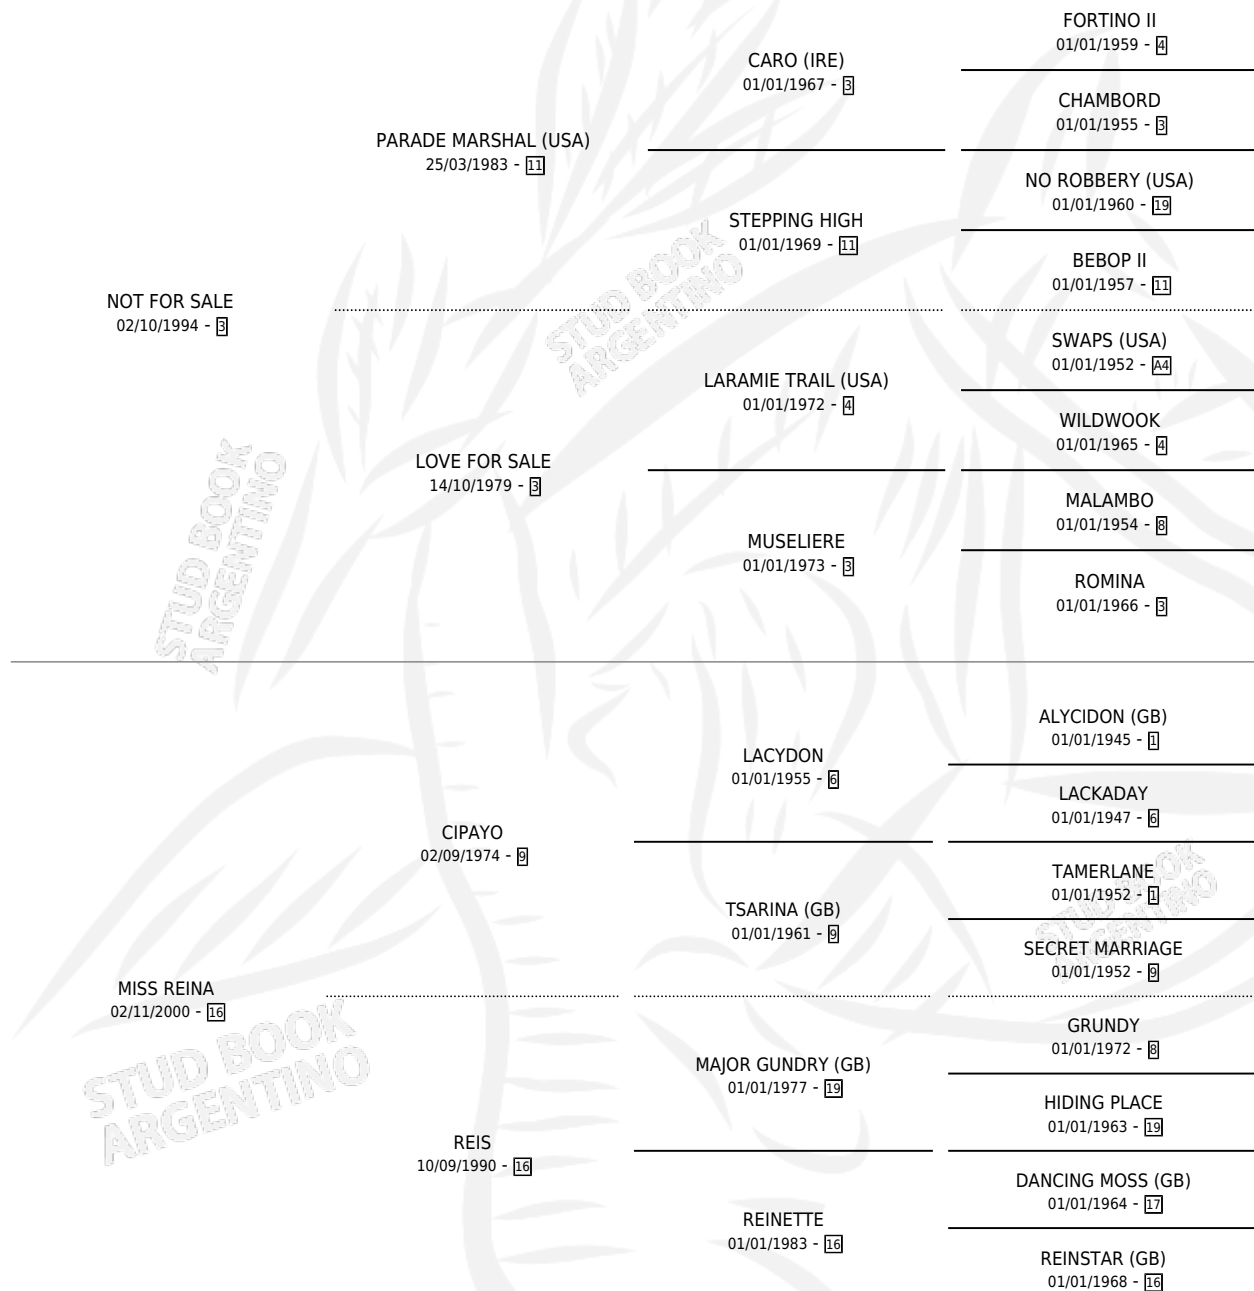 FORTINO II
01/01/1959 - 4
CARO (IRE)
01/01/1967 - 3
CHAMBORD
01/01/1955 - 3
PARADE MARSHAL (USA)
25/03/1983 - 11
NO ROBBERY (USA)
01/01/1960 - 19
STEPPING HIGH
01/01/1969 - 11
BEBOP II
01/01/1957 - 11
NOT FOR SALE
02/10/1994 - 3
STUD BOOK
ARGENTINO
SWAPS (USA)
01/01/1952 - A4
LARAMIE TRAIL (USA)
01/01/1972 - 4
WILDWOOK
01/01/1965 - 4
LOVE FOR SALE
14/10/1979 - 3
MALAMBO
01/01/1954 - 8
MUSELIERE
01/01/1973 - 3
ROMINA
01/01/1966 - 3
STUD BOOK
ARGENTINO
ALYCIDON (GB)
01/01/1945 - 1
LACYDON
01/01/1955 - 6
LACKADAY
01/01/1947 - 6
CIPAYO
02/09/1974 - 9
TAMERLANE
01/01/1952 - 1
TSARINA (GB)
01/01/1961 - 9
SECRET MARRIAGE
01/01/1952 - 9
STUD BOOK
ARGENTINO
MISS REINA
02/11/2000 - 16
GRUNDY
01/01/1972 - 8
MAJOR GUNDRY (GB)
01/01/1977 - 19
HIDING PLACE
01/01/1963 - 19
STUD BOOK
ARGENTINO
REIS
10/09/1990 - 16
DANCING MOSS (GB)
01/01/1964 - 17
REINETTE
01/01/1983 - 16
REINSTAR (GB)
01/01/1968 - 16